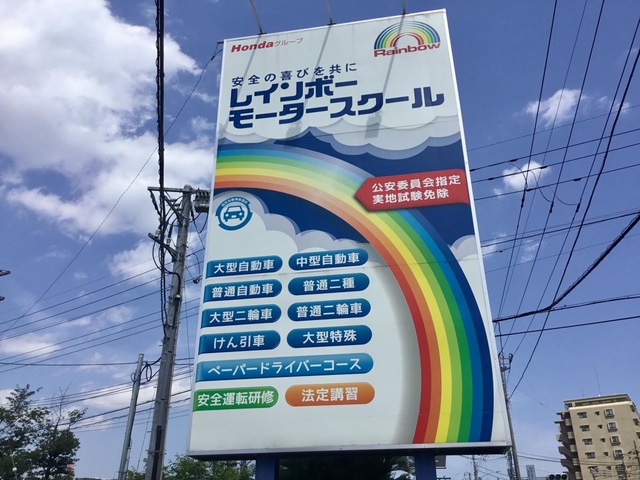 Hondaグループ
Rainbow
安全の喜びを共に
レインボー
モータースクール
公安委員会指定
実地試験免除
大型自動車
中型自動車
普通自動車
普通二種
大型二輪車
普通二輪車
けん引車
大型特殊
ペーパードライバーコース
安全運転研修
法定講習